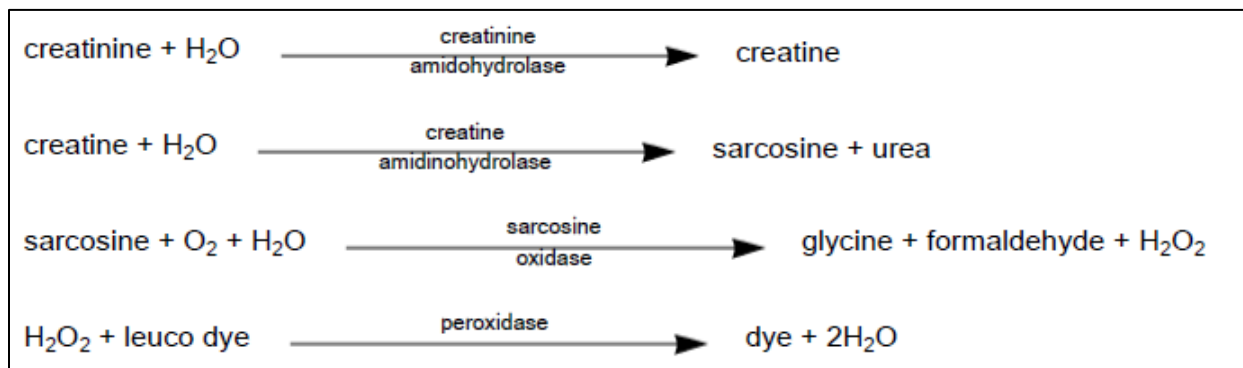 creatinine + H₂O creatinine amidohydrolase creatine
creatine + H₂O creatine amidinohydrolase sarcosine + urea
sarcosine + O₂ + H₂O sarcosine oxidase glycine + formaldehyde + H₂O₂
H₂O₂ + leuco dye peroxidase dye + 2H₂O